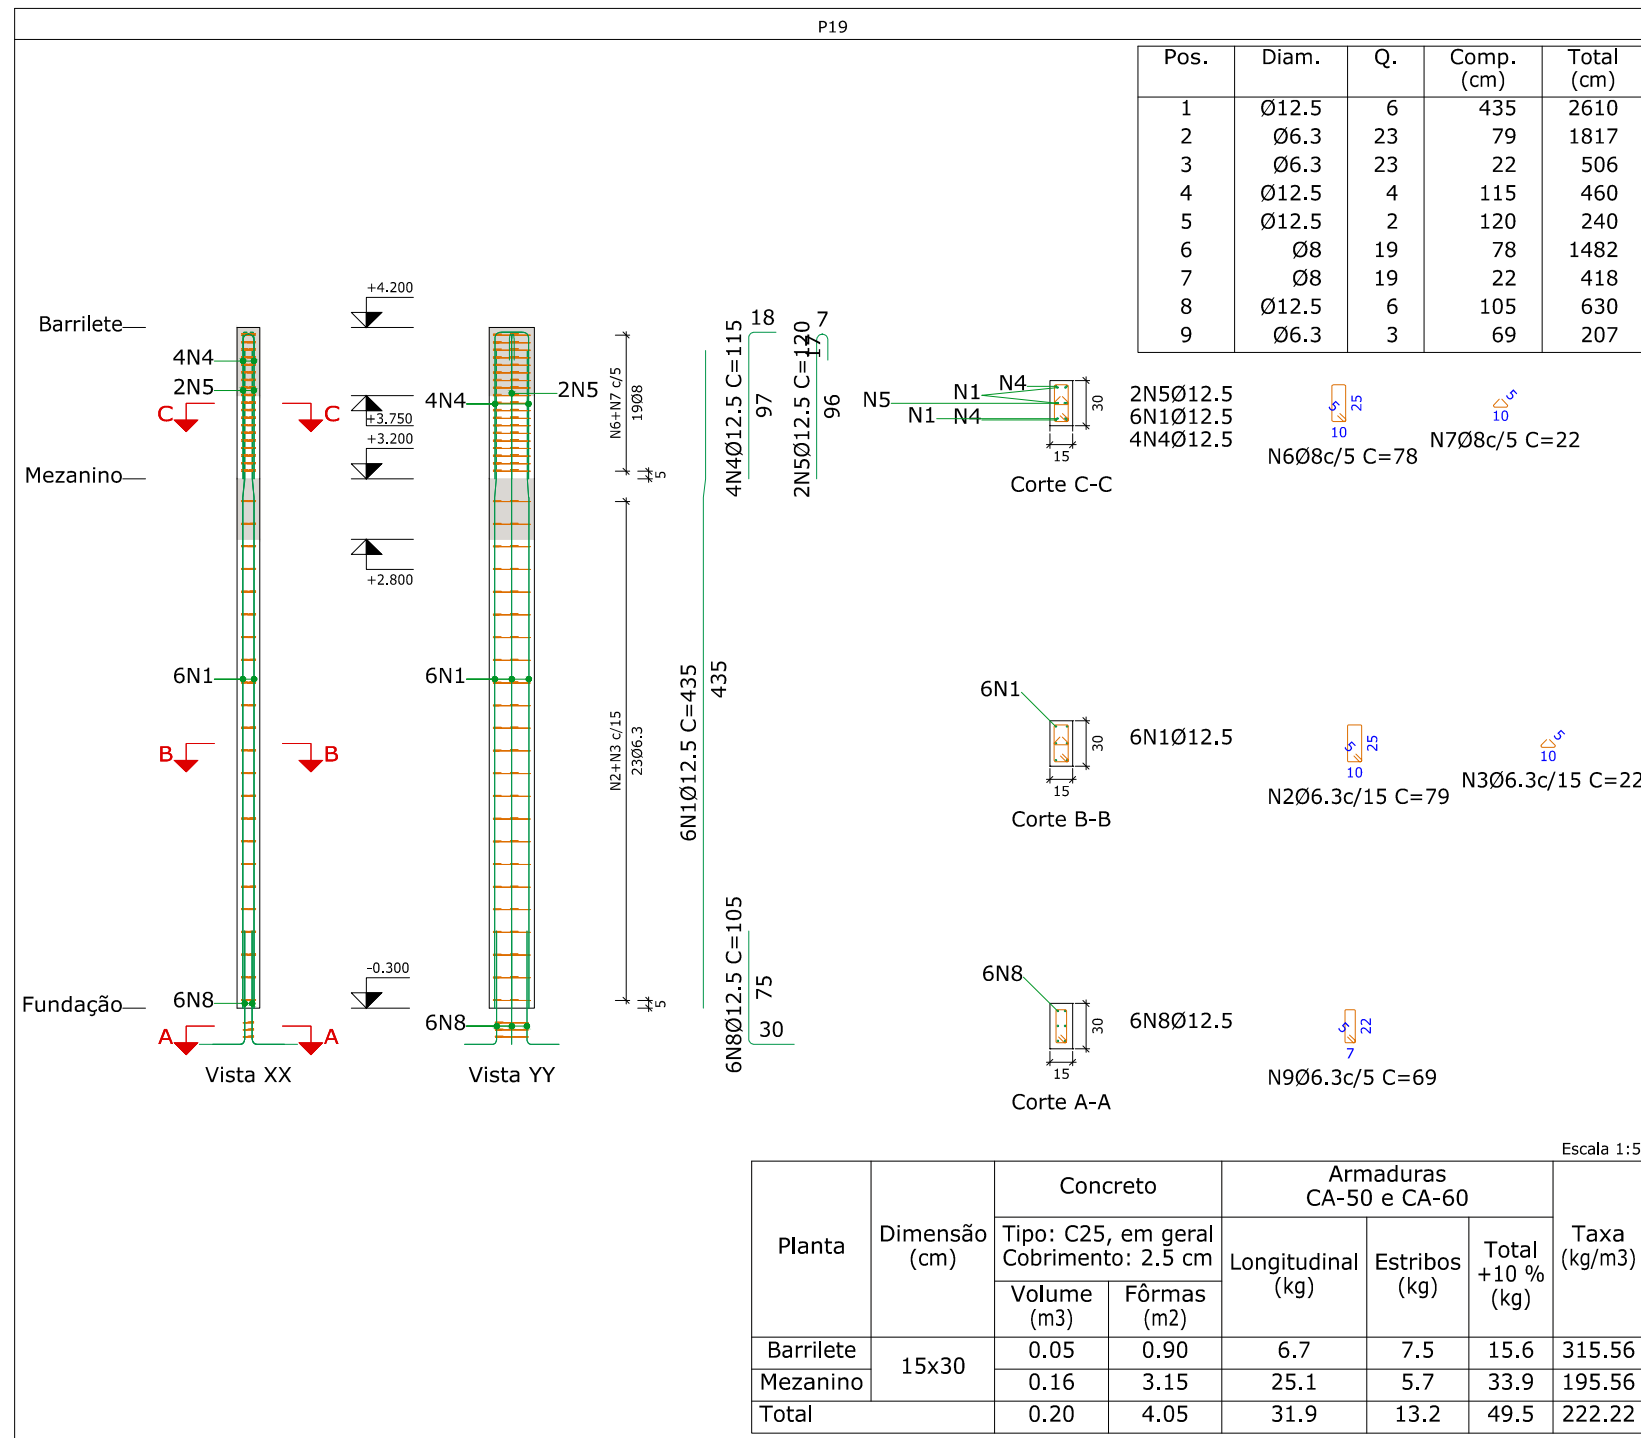 P19
Pos. Diam. Q. Comp. (cm) Total (cm)
1 Ø12.5 6 435 2610
2 Ø6.3 23 79 1817
3 Ø6.3 23 22 506
4 Ø12.5 4 115 460
5 Ø12.5 2 120 240
6 Ø8 19 78 1482
7 Ø8 19 22 418
8 Ø12.5 6 105 630
9 Ø6.3 3 69 207
Barrilete
+4.200
4N4
2N5
C C
4N4
2N5
+3.750
+3.200
Mezanino
+2.800
N6+N7 c/5
19Ø8
5
4N4Ø12.5 C=115
97
18
2N5Ø12.5 C=120
96
17
7
6N1
6N1
B B
N2+N3 c/15
23Ø6.3
5
6N1Ø12.5 C=435
435
-0.300
Fundação
6N8
6N8
A A
6N8Ø12.5 C=105
75
30
Vista XX
Vista YY
N5
N1
N4
N1
N4
30
15
Corte C-C
2N5Ø12.5
6N1Ø12.5
4N4Ø12.5
5
25
10
N6Ø8c/5 C=78
5
10
N7Ø8c/5 C=22
6N1
30
15
Corte B-B
6N1Ø12.5
5
25
10
N2Ø6.3c/15 C=79
5
10
N3Ø6.3c/15 C=22
6N8
30
15
Corte A-A
6N8Ø12.5
5
22
7
N9Ø6.3c/5 C=69
Escala 1:5
Planta
Dimensão (cm)
Concreto
Tipo: C25, em geral
Cobrimento: 2.5 cm
Volume (m3)
Fôrmas (m2)
Armaduras
CA-50 e CA-60
Longitudinal (kg)
Estribos (kg)
Total +10 % (kg)
Taxa (kg/m3)
Barrilete 15x30 0.05 0.90 6.7 7.5 15.6 315.56
Mezanino 0.16 3.15 25.1 5.7 33.9 195.56
Total 0.20 4.05 31.9 13.2 49.5 222.22